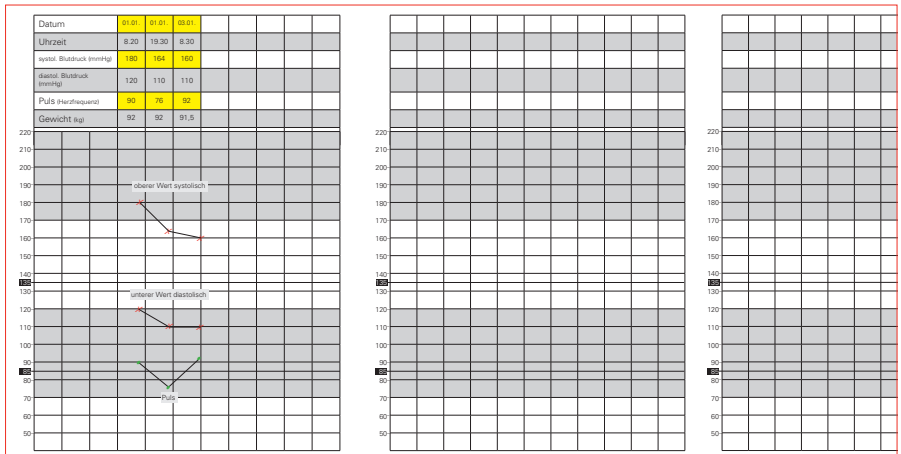 Datum 01.01. 01.01. 03.01.
Uhrzeit 8.20 19.30 8.30
systol. Blutdruck (mmHg) 180 164 160
diastol. Blutdruck
(mmHg) 120 110 110
Puls (Herzfrequenz) 90 76 92
Gewicht (kg) 92 92 91,5
220 220 220
210 210 210
200 200 200
190 190 190
oberer Wert systolisch
180 180 180
170 170 170
160 160 160
150 150 150
140 140 140
135 135 135
130 130 130
unterer Wert diastolisch
120 120 120
110 110 110
100 100 100
90 90 90
85 85 85
80 80 80
70 70 70
Puls
60 60 60
50 50 50